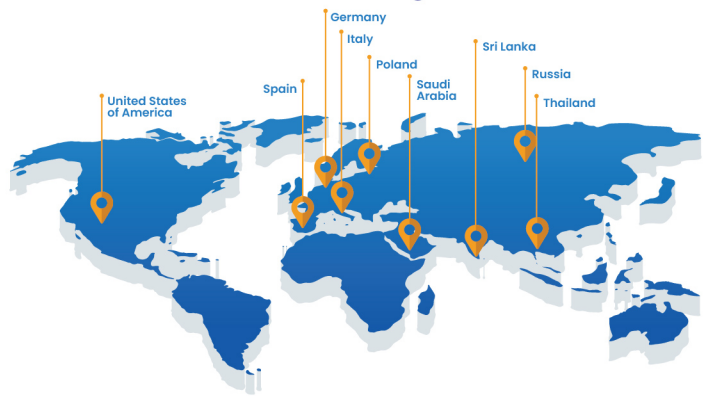 Germany
Italy
Sri Lanka
Poland
Russia
Spain
Saudi
Arabia
United States
of America
Thailand